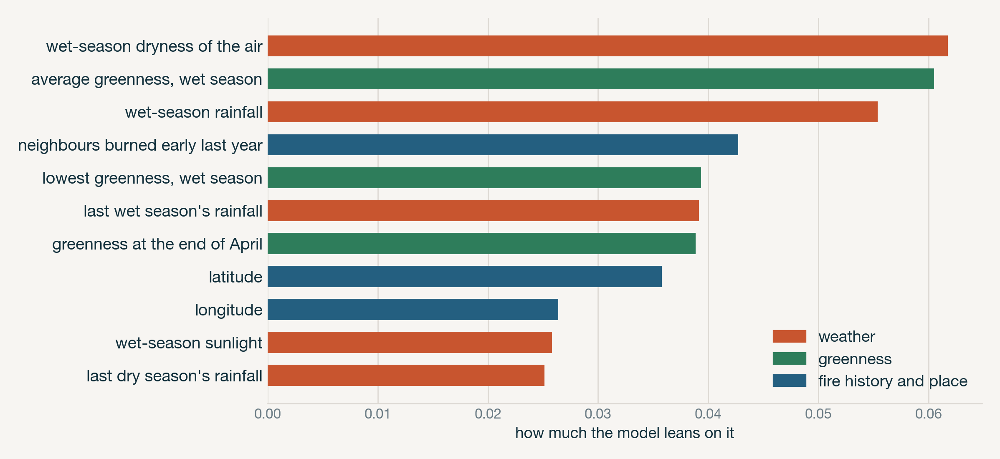 wet-season dryness of the air
average greenness, wet season
wet-season rainfall
neighbours burned early last year
lowest greenness, wet season
last wet season's rainfall
greenness at the end of April
latitude
longitude
wet-season sunlight
last dry season's rainfall
weather
greenness
fire history and place
0.00 0.01 0.02 0.03 0.04 0.05 0.06
how much the model leans on it